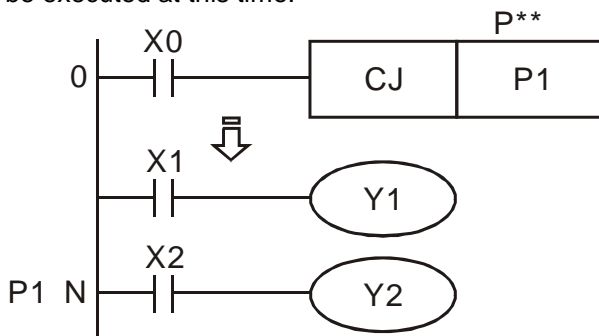 be executed at this time.
P**
X0
0 CJ P1
X1
Y1
X2
P1 N Y2